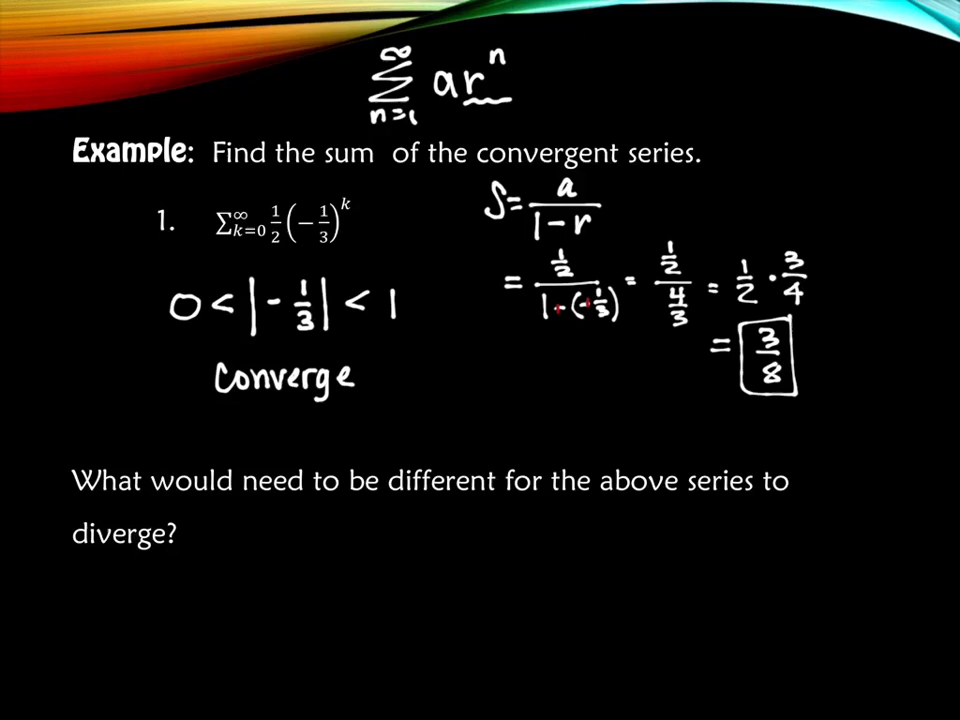 ∑_{n=1}^{∞} ar^n
Example: Find the sum of the convergent series.
1. ∑_{k=0}^{∞} 1/2 (−1/3)^k
S = a/(1 − r)
= (1/2)/(1 − (−1/3)) = (1/2)/(4/3) = 1/2 · 3/4
= 3/8
0 < |−1/3| < 1
Converge
What would need to be different for the above series to
diverge?